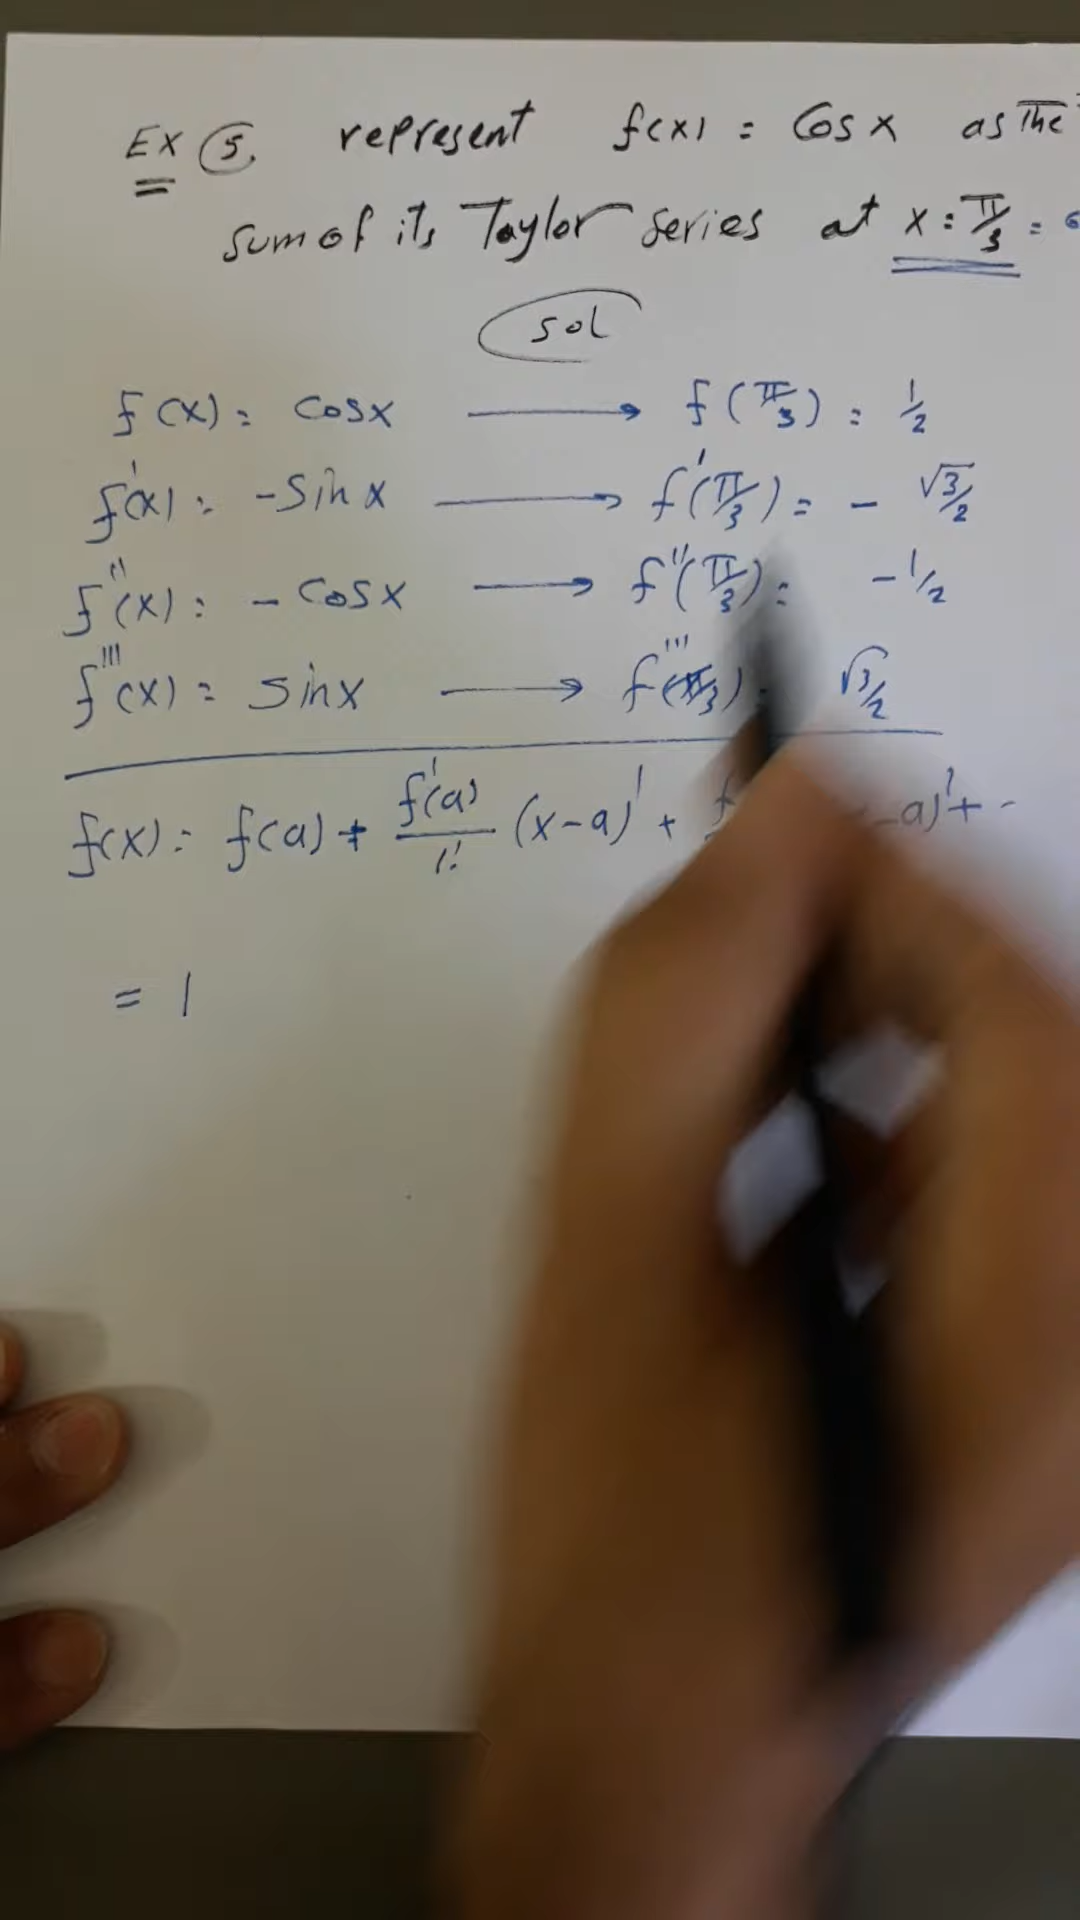 EX ⑤ represent f(x) = Cos x as The
sum of its Taylor series at x = π/3 =
sol
f(x) = cosx → f(π/3) = 1/2
f'(x) = -sin x → f'(π/3) = - √3/2
f''(x) = - cosx → f''(π/3) = -1/2
f'''(x) = sinx → f'''(π/3) = √3/2
f(x) = f(a) + f'(a)/1! (x-a)' + -a)' + -
= 1